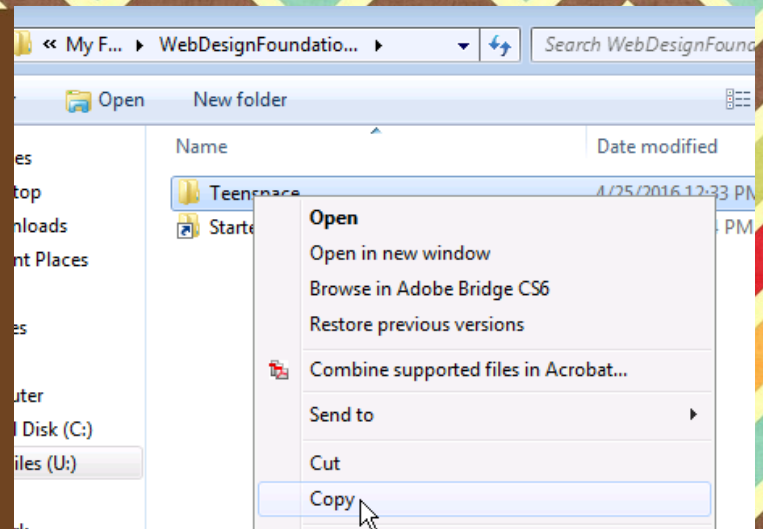 « My F... WebDesignFoundatio... Search WebDesignFound
Open New folder
Name Date modified
Teenspace 4/25/2016 12:33 PM
Starte PM
Open
Open in new window
Browse in Adobe Bridge CS6
Restore previous versions
Combine supported files in Acrobat...
Send to
Cut
Copy
es
top
nloads
nt Places
es
uter
l Disk (C:)
iles (U:)